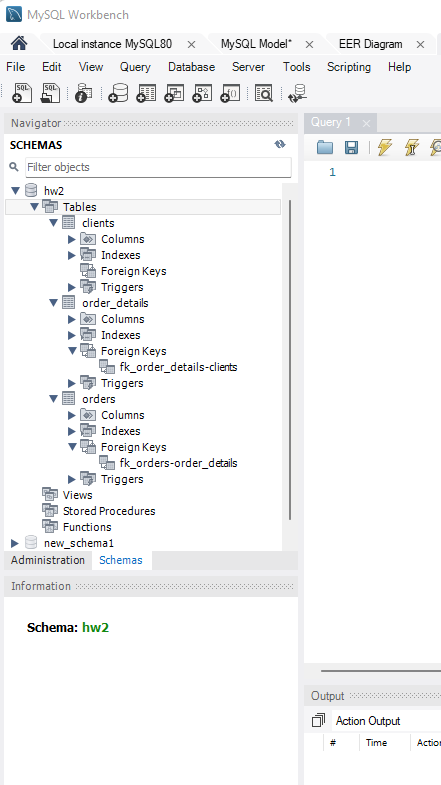 MySQL Workbench
Local instance MySQL80 MySQL Model* EER Diagram
File Edit View Query Database Server Tools Scripting Help
Navigator
SCHEMAS
Filter objects
hw2
Tables
clients
Columns
Indexes
Foreign Keys
Triggers
order_details
Columns
Indexes
Foreign Keys
fk_order_details-clients
Triggers
orders
Columns
Indexes
Foreign Keys
fk_orders-order_details
Triggers
Views
Stored Procedures
Functions
new_schema1
Administration Schemas
Information
Schema: hw2
Query 1
1
Output
Action Output
# Time Action